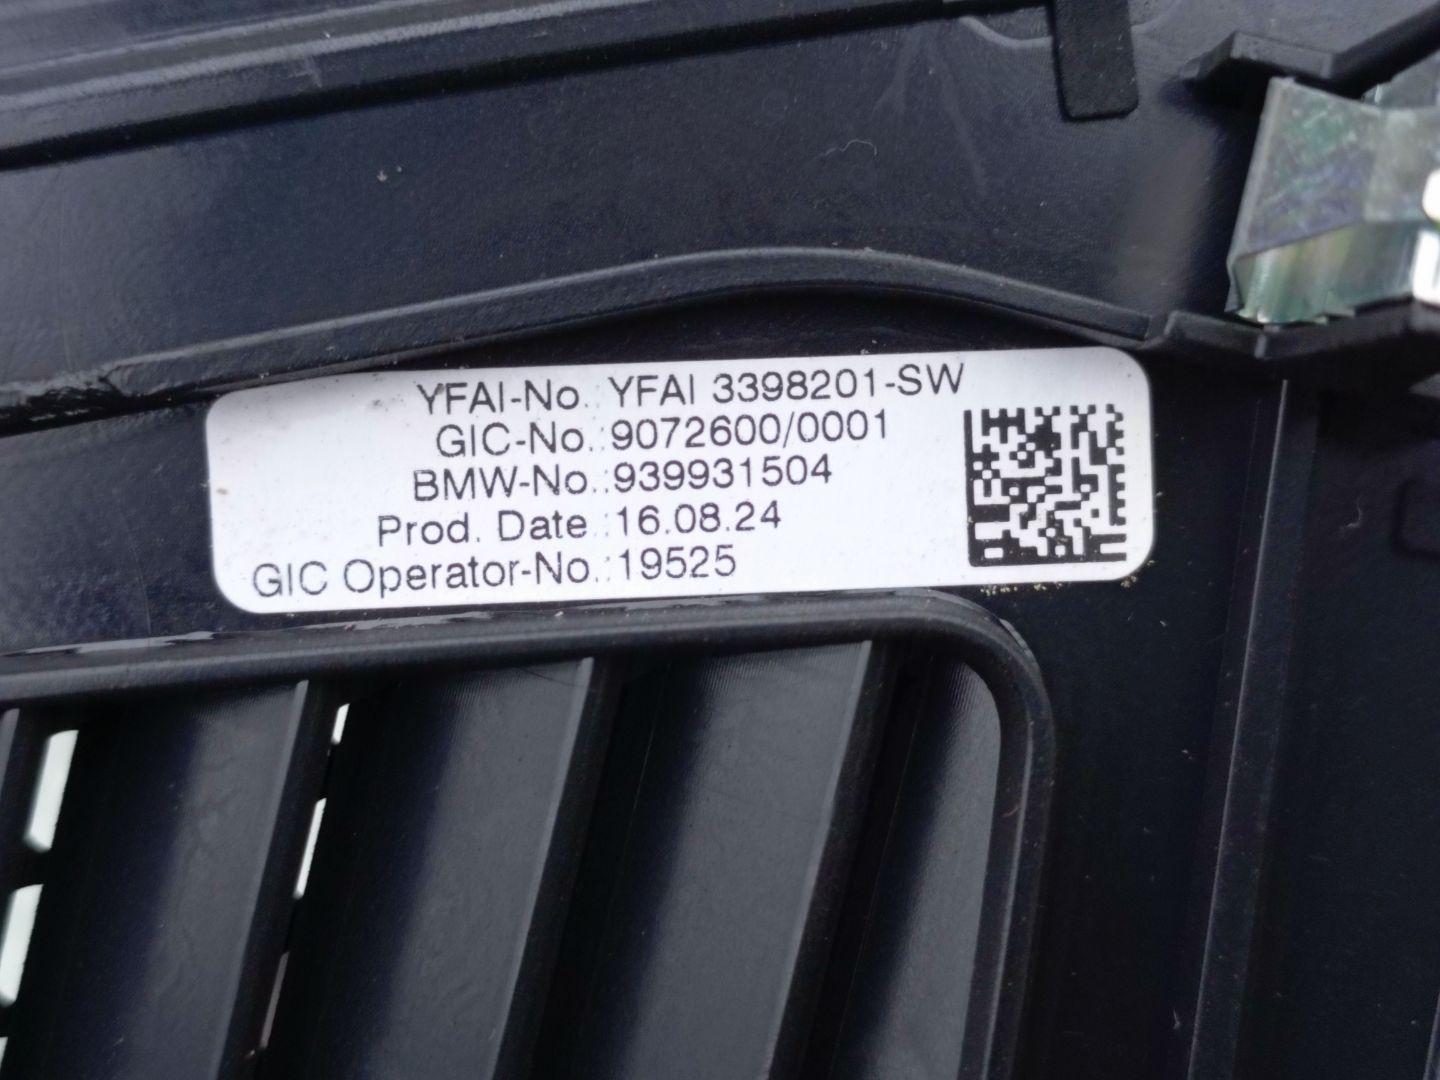 YFAI-No.: YFAI 3398201-SW
GIC-No.:9072600/0001
BMW-No.:939931504
Prod. Date :16.08.24
GIC Operator-No.:19525